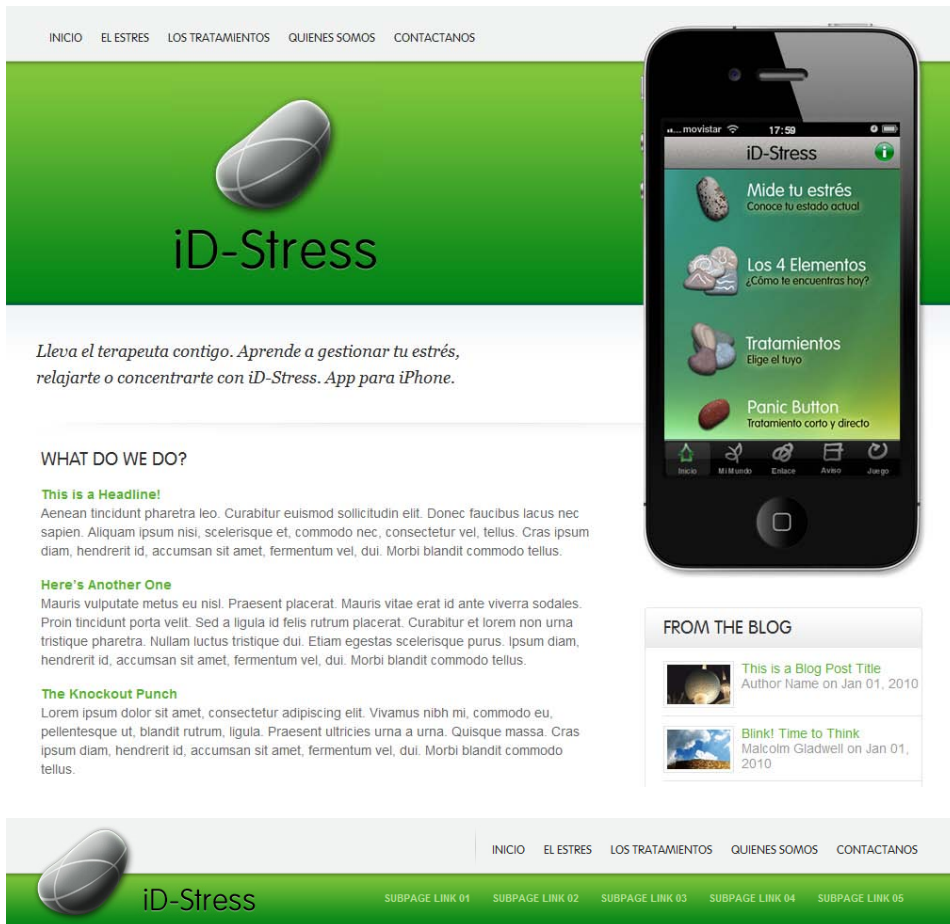 INICIO EL ESTRES LOS TRATAMIENTOS QUIENES SOMOS CONTACTANOS
iD-Stress
movistar 17:59
iD-Stress
i
Mide tu estrés
Conoce tu estado actual
Los 4 Elementos
¿Cómo te encuentras hoy?
Tratamientos
Elige el tuyo
Panic Button
Tratamiento corto y directo
Inicio Mi Mundo Enlace Aviso Juego
Lleva el terapeuta contigo. Aprende a gestionar tu estrés,
relajarte o concentrarte con iD-Stress. App para iPhone.
WHAT DO WE DO?
This is a Headline!
Aenean tincidunt pharetra leo. Curabitur euismod sollicitudin elit. Donec faucibus lacus nec
sapien. Aliquam ipsum nisi, scelerisque et, commodo nec, consectetur vel, tellus. Cras ipsum
diam, hendrerit id, accumsan sit amet, fermentum vel, dui. Morbi blandit commodo tellus.
Here's Another One
Mauris vulputate metus eu nisl. Praesent placerat. Mauris vitae erat id ante viverra sodales.
Proin tincidunt porta velit. Sed a ligula id felis rutrum placerat. Curabitur et lorem non urna
tristique pharetra. Nullam luctus tristique dui. Etiam egestas scelerisque purus. Ipsum diam,
hendrerit id, accumsan sit amet, fermentum vel, dui. Morbi blandit commodo tellus.
The Knockout Punch
Lorem ipsum dolor sit amet, consectetur adipiscing elit. Vivamus nibh mi, commodo eu,
pellentesque ut, blandit rutrum, ligula. Praesent ultricies urna a urna. Quisque massa. Cras
ipsum diam, hendrerit id, accumsan sit amet, fermentum vel, dui. Morbi blandit commodo
tellus.
FROM THE BLOG
This is a Blog Post Title
Author Name on Jan 01, 2010
Blink! Time to Think
Malcolm Gladwell on Jan 01,
2010
INICIO EL ESTRES LOS TRATAMIENTOS QUIENES SOMOS CONTACTANOS
iD-Stress
SUBPAGE LINK 01 SUBPAGE LINK 02 SUBPAGE LINK 03 SUBPAGE LINK 04 SUBPAGE LINK 05